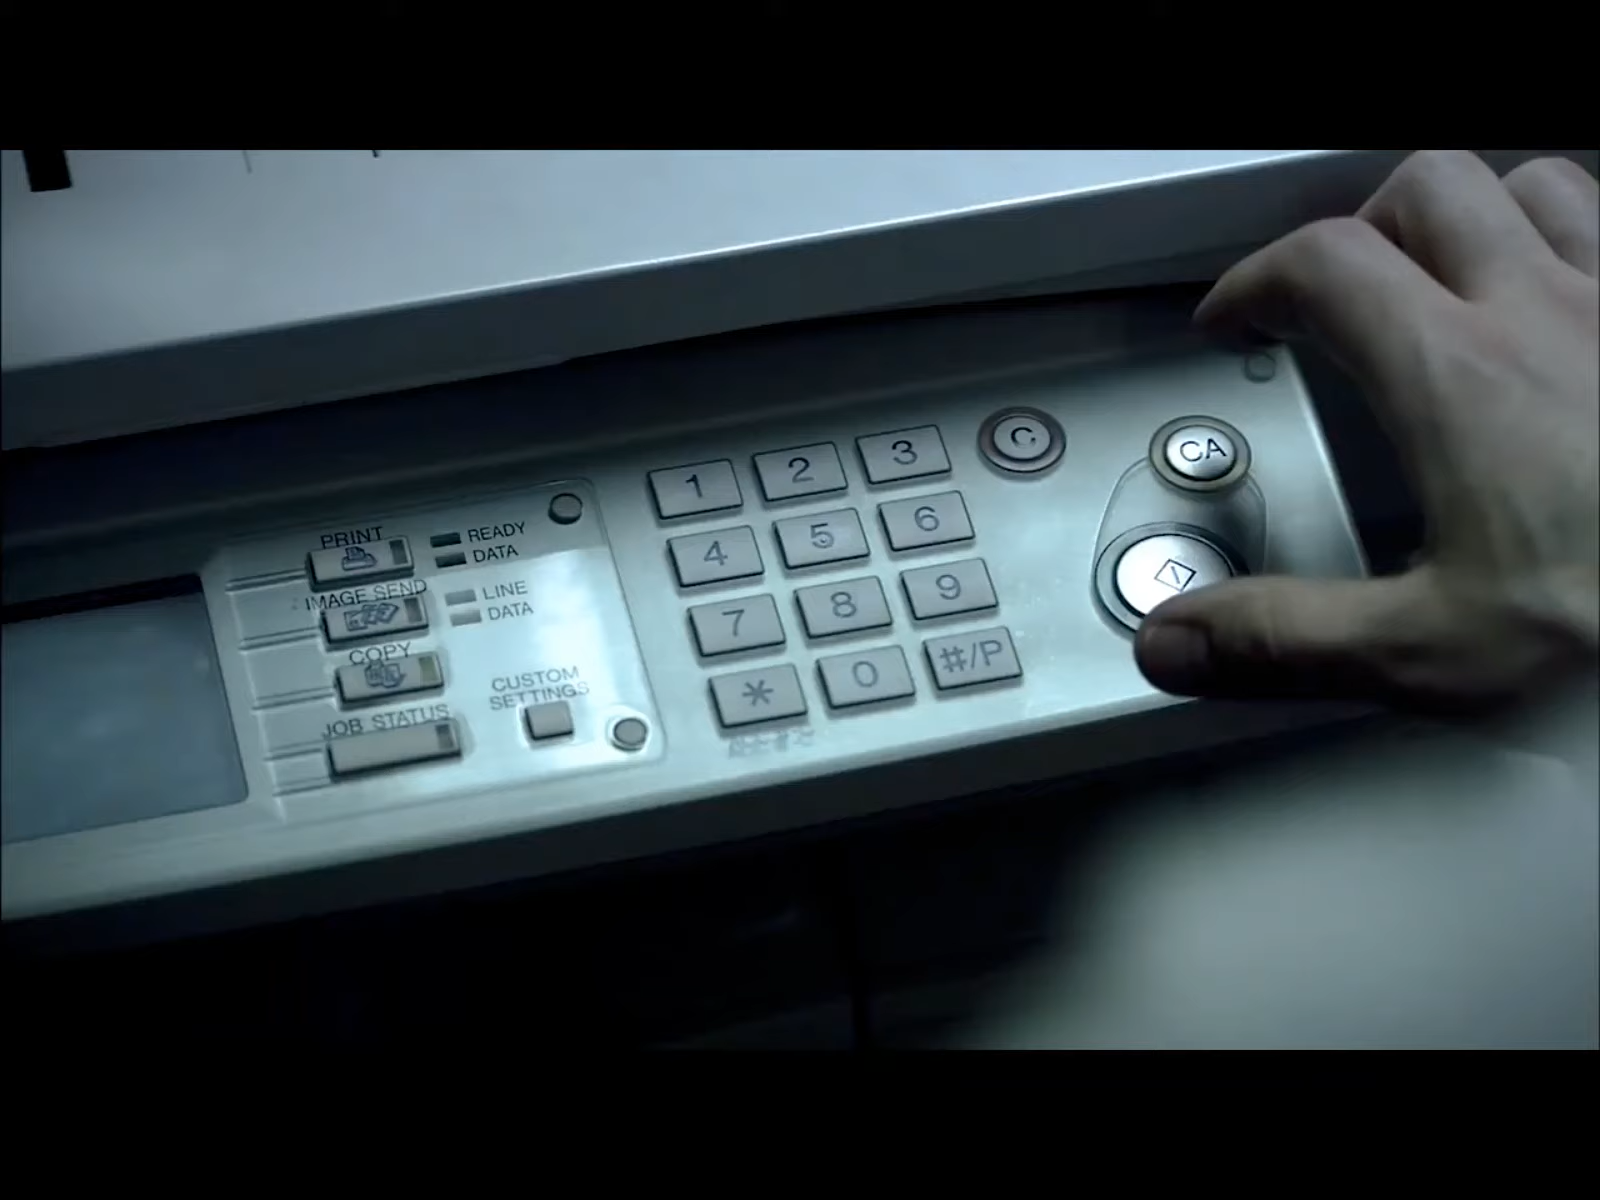 PRINT
READY
DATA
IMAGE SEND
LINE
DATA
COPY
CUSTOM
SETTINGS
JOB STATUS
1 2 3 C CA
4 5 6
7 8 9
* 0 #/P